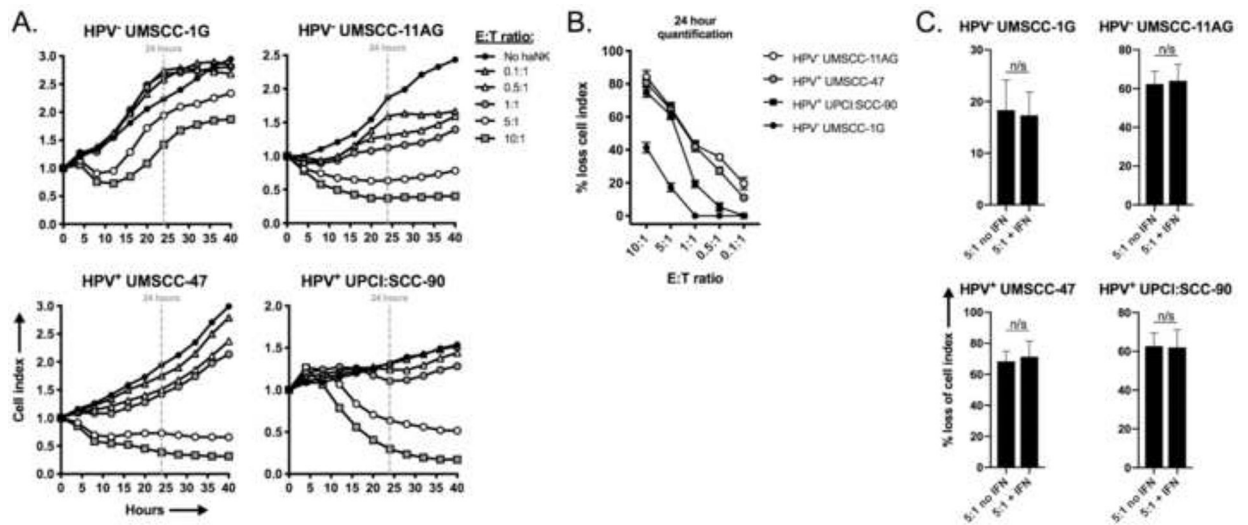 A.
HPV- UMSCC-1G
24 hours
3.0
2.5
2.0
1.5
1.0
0.5
0 5 10 15 20 25 30 35 40
HPV- UMSCC-11AG
24 hours
2.5
2.0
1.5
1.0
0.5
0.0
0 5 10 15 20 25 30 35 40
E:T ratio:
No haNK
0.1:1
0.5:1
1:1
5:1
10:1
HPV+ UMSCC-47
24 hours
3.0
2.5
2.0
1.5
1.0
0.5
0.0
0 5 10 15 20 25 30 35 40
Cell index
Hours
HPV+ UPCI:SCC-90
24 hours
2.0
1.5
1.0
0.5
0.0
0 5 10 15 20 25 30 35 40
B.
24 hour
quantification
100
80
60
40
20
0
% loss cell index
10:1 5:1 1:1 0.5:1 0.1:1
E:T ratio
HPV- UMSCC-11AG
HPV+ UMSCC-47
HPV+ UPCI:SCC-90
HPV- UMSCC-1G
C.
HPV- UMSCC-1G
30
20
10
0
n/s
5:1 no IFN
5:1 + IFN
HPV- UMSCC-11AG
80
60
40
20
0
n/s
5:1 no IFN
5:1 + IFN
HPV+ UMSCC-47
100
80
60
40
20
0
n/s
5:1 no IFN
5:1 + IFN
% loss of cell index
HPV+ UPCI:SCC-90
80
60
40
20
0
n/s
5:1 no IFN
5:1 + IFN